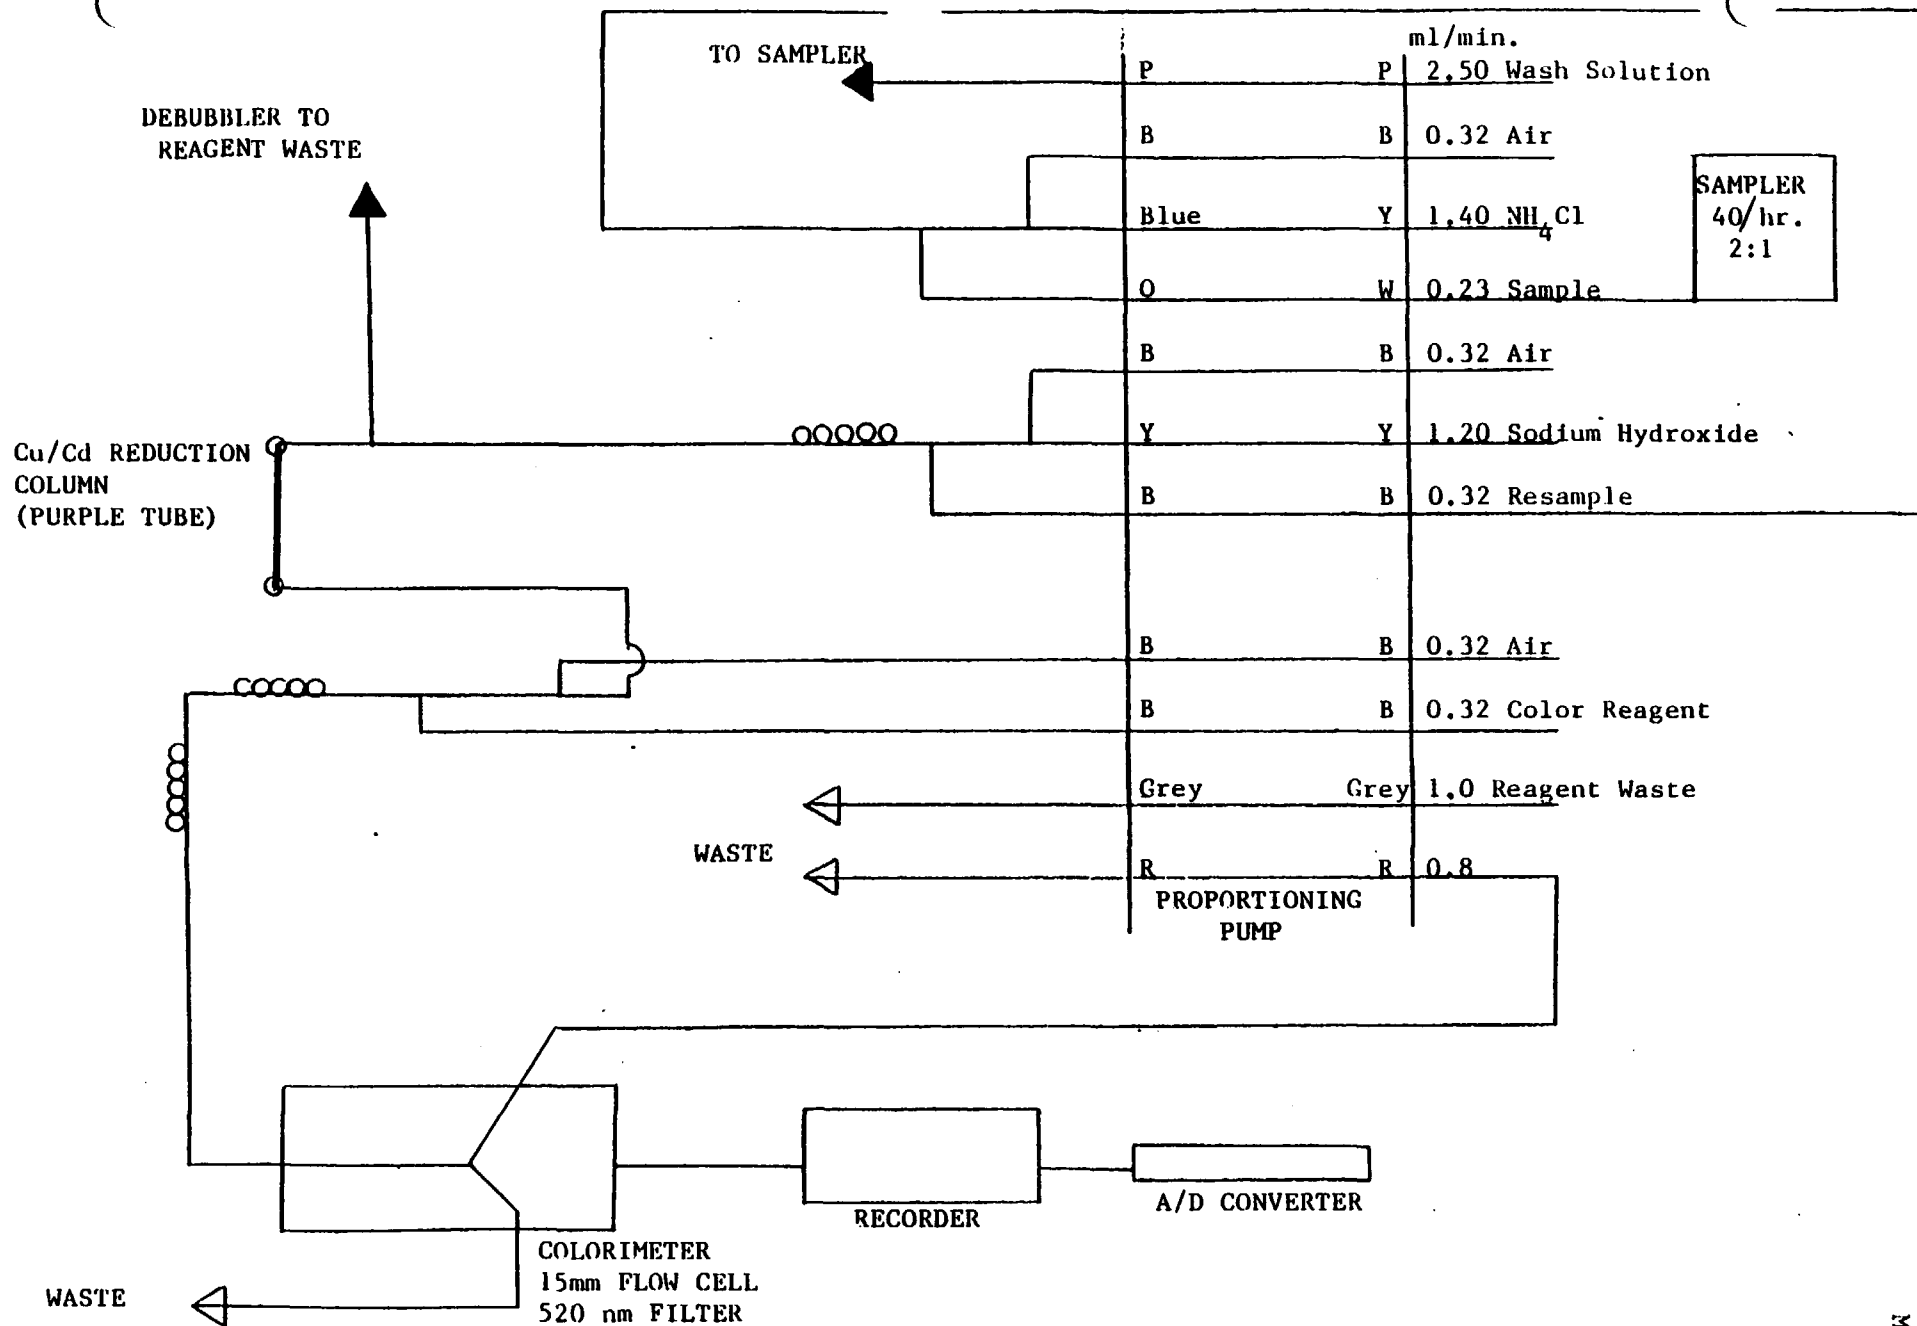 ml/min.
TO SAMPLER
P P 2.50 Wash Solution
DEBUBBLER TO
REAGENT WASTE
B B 0.32 Air
SAMPLER
40/hr.
2:1
Blue Y 1.40 NH4Cl
O W 0.23 Sample
B B 0.32 Air
Y Y 1.20 Sodium Hydroxide
Cu/Cd REDUCTION
COLUMN
(PURPLE TUBE)
B B 0.32 Resample
B B 0.32 Air
B B 0.32 Color Reagent
Grey Grey 1.0 Reagent Waste
WASTE
R R 0.8
PROPORTIONING
PUMP
RECORDER
A/D CONVERTER
COLORIMETER
15mm FLOW CELL
520 nm FILTER
WASTE
M